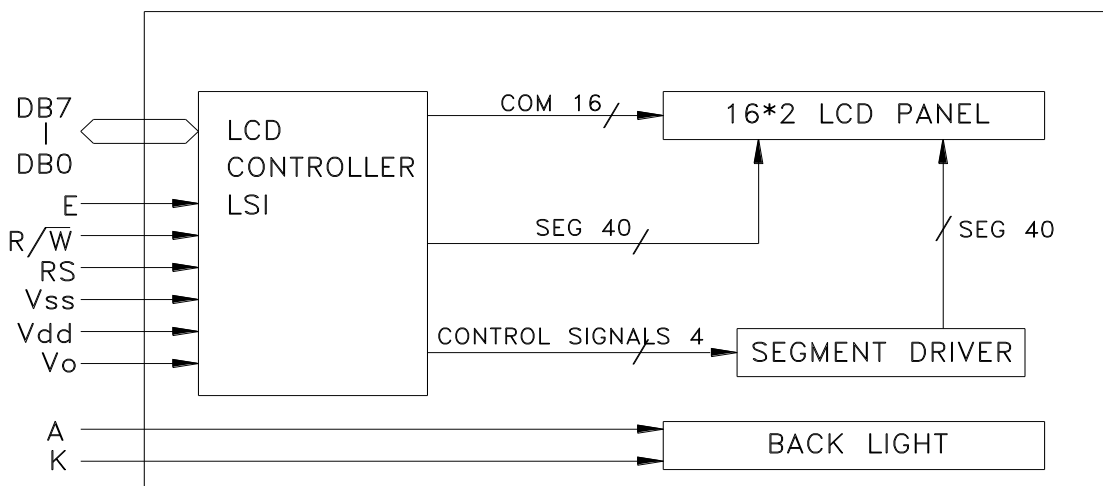 DB7
DB0
E
R/W̅
RS
Vss
Vdd
Vo
A
K
LCD
CONTROLLER
LSI
COM 16
16*2 LCD PANEL
SEG 40
SEG 40
CONTROL SIGNALS 4
SEGMENT DRIVER
BACK LIGHT